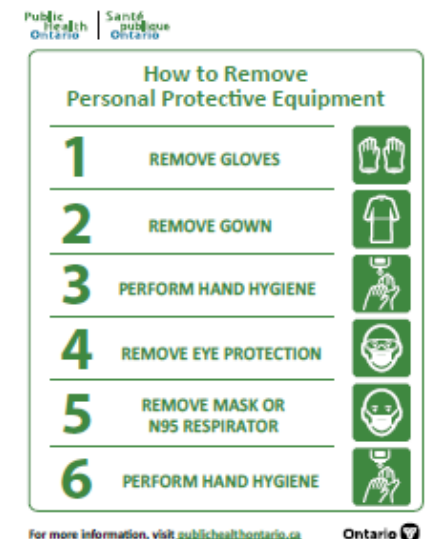 Public Health Ontario
Santé publique Ontario
How to Remove
Personal Protective Equipment
1 REMOVE GLOVES
2 REMOVE GOWN
3 PERFORM HAND HYGIENE
4 REMOVE EYE PROTECTION
5 REMOVE MASK OR
N95 RESPIRATOR
6 PERFORM HAND HYGIENE
For more information, visit publichealthontario.ca
Ontario